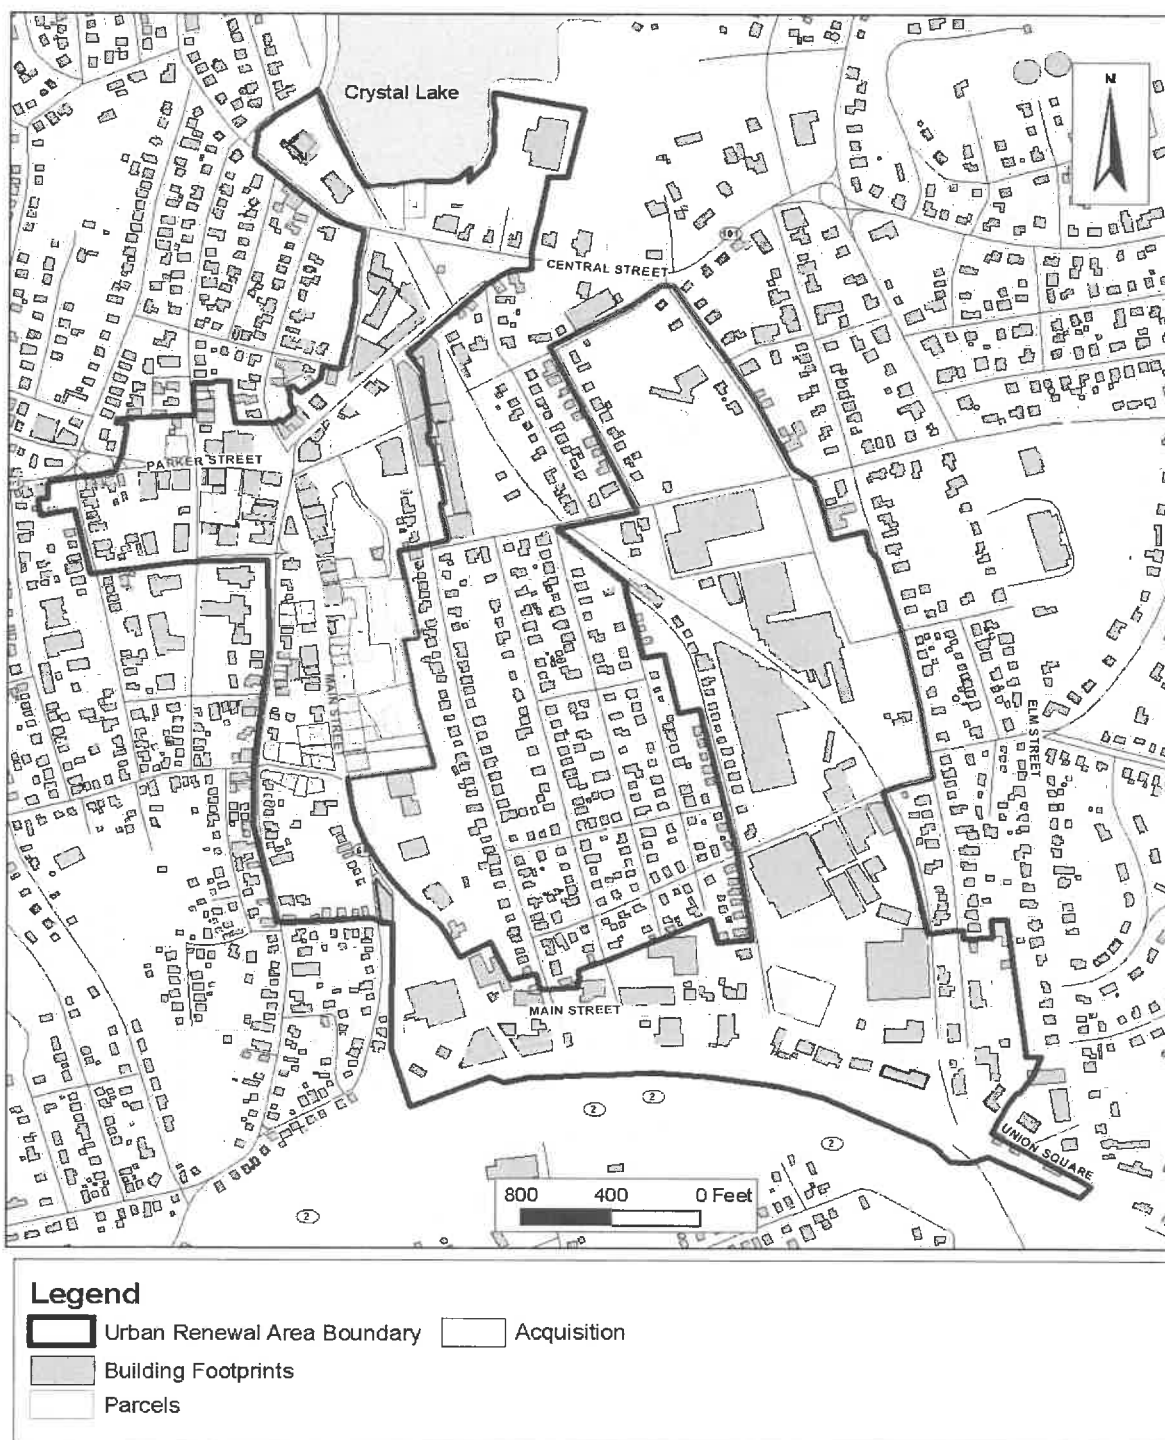 Crystal Lake
N
101
CENTRAL STREET
PARKER STREET
MAIN STREET
ELM STREET
MAIN STREET
2
2
2
UNION SQUARE
800 400 0 Feet
2
Legend
Urban Renewal Area Boundary
Acquisition
Building Footprints
Parcels